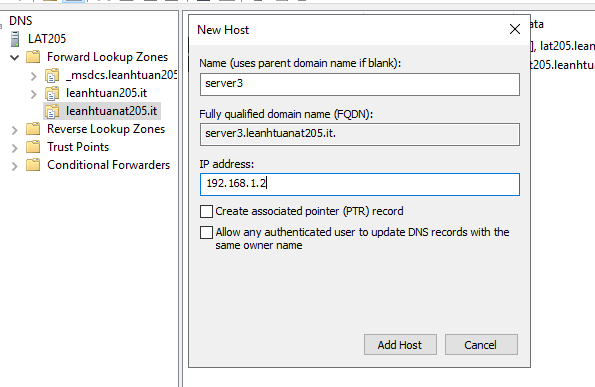 DNS
LAT205
Forward Lookup Zones
_msdcs.leanhtuan205
leanhtuan205.it
leanhtuanat205.it
Reverse Lookup Zones
Trust Points
Conditional Forwarders
New Host
Name (uses parent domain name if blank):
server3
Fully qualified domain name (FQDN):
server3.leanhtuanat205.it.
IP address:
192.168.1.2
Create associated pointer (PTR) record
Allow any authenticated user to update DNS records with the
same owner name
Add Host
Cancel
ata
], lat205.lean
t205.leanhtu